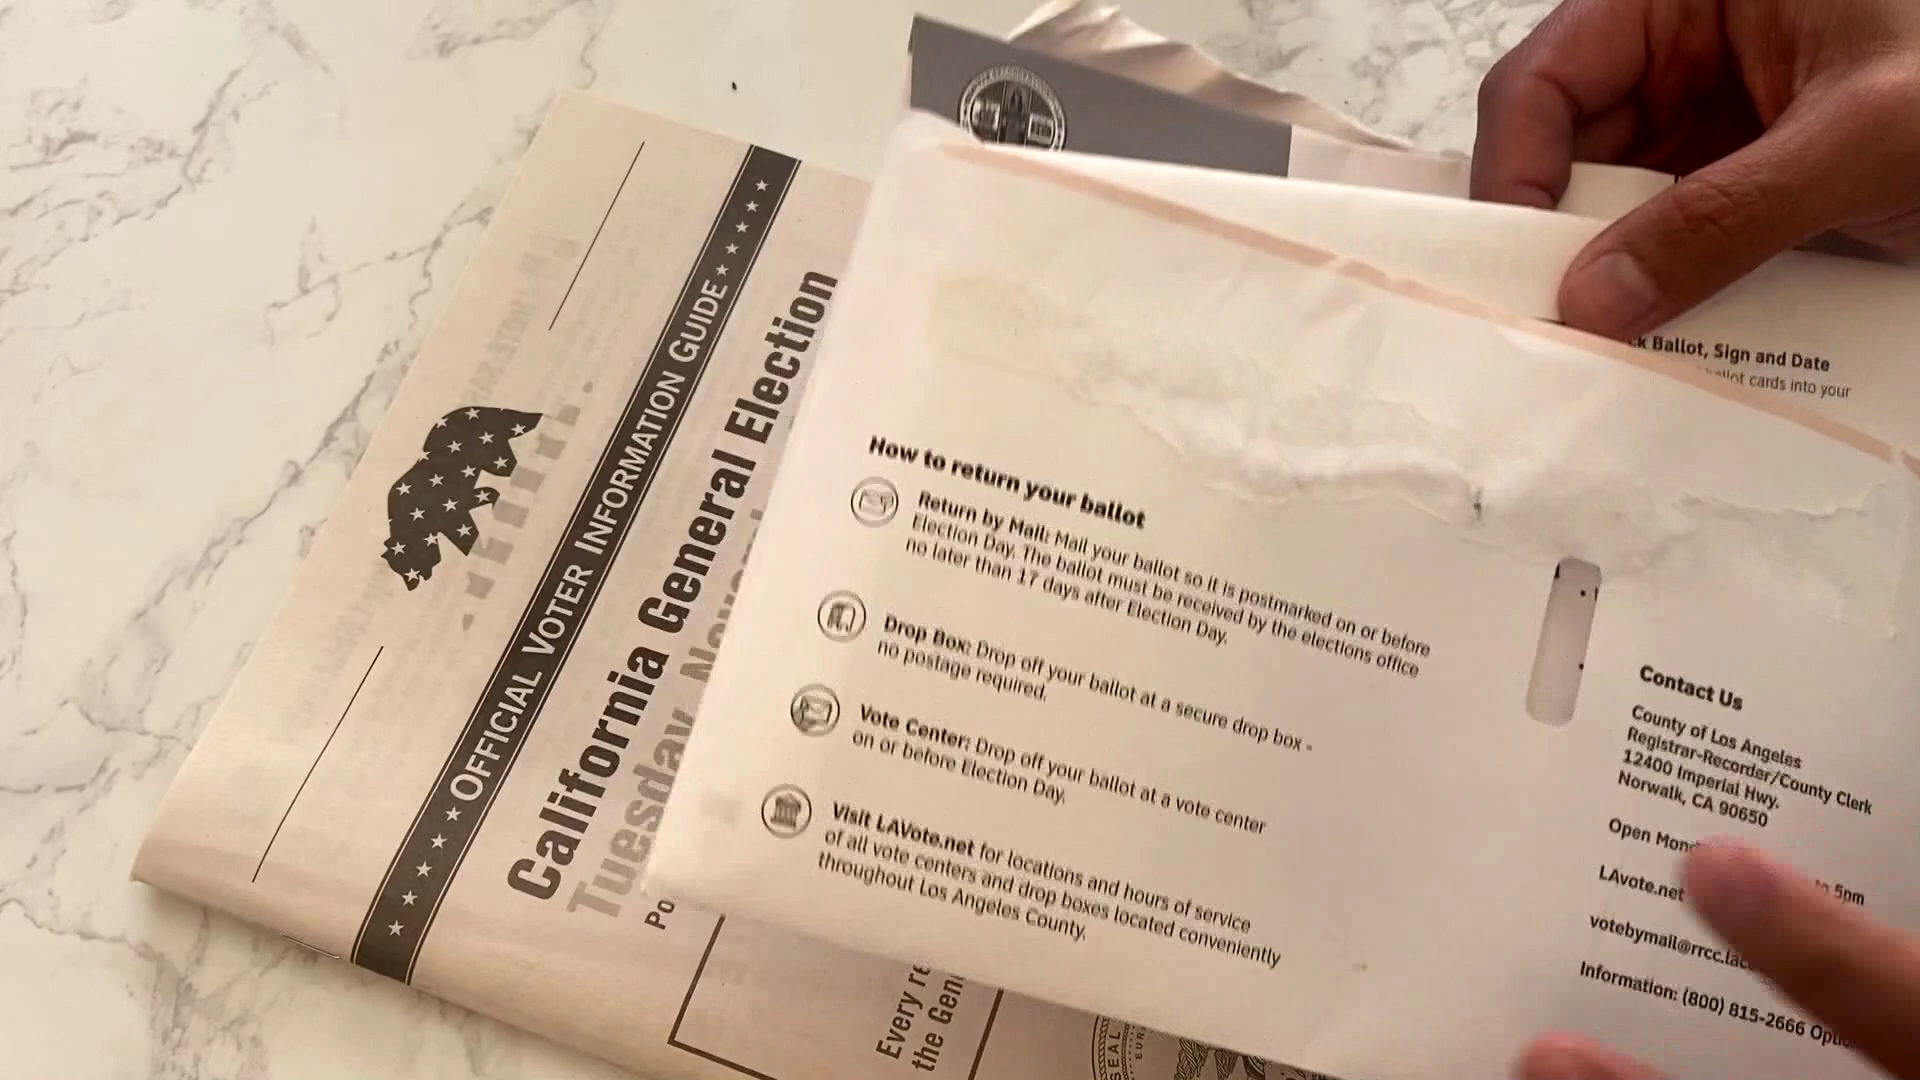 OFFICIAL VOTER INFORMATION GUIDE
California General Election
Tuesday,
Every
the
Ballot, Sign and Date
cards into your
How to return your ballot
Return by Mail: Mail your ballot so it is postmarked on or before
Election Day. The ballot must be received by the elections office
no later than 17 days after Election Day.
Drop Box: Drop off your ballot at a secure drop box -
no postage required.
Vote Center: Drop off your ballot at a vote center
on or before Election Day.
Visit LAVote.net for locations and hours of service
of all vote centers and drop boxes located conveniently
throughout Los Angeles County.
Contact Us
County of Los Angeles
Registrar-Recorder/County Clerk
12400 Imperial Hwy.
Norwalk, CA 90650
Open
5pm
LAvote.net
votebymail@rrcc.lac
Information: (800) 815-2666
SEAL